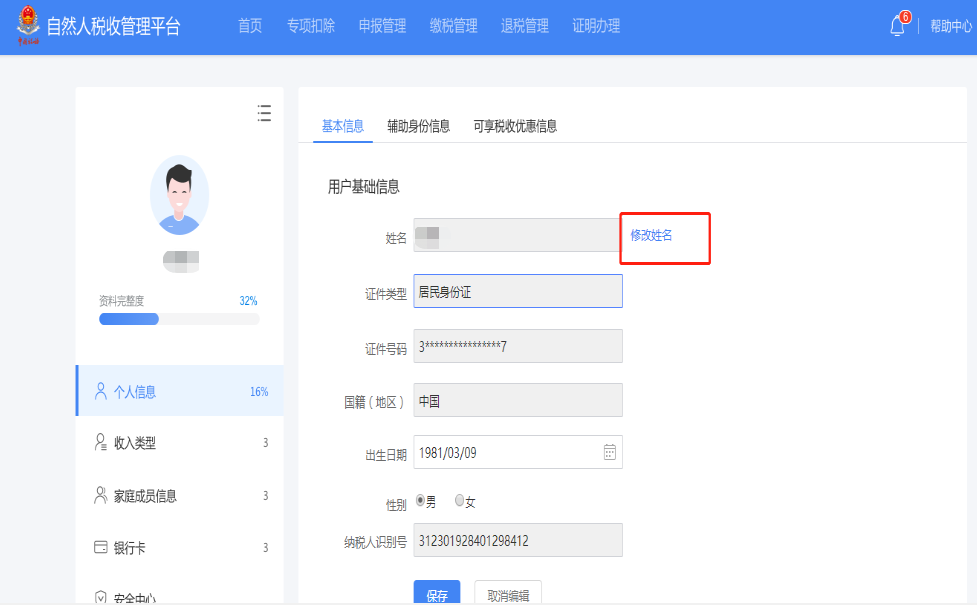 自然人税收管理平台 首页 专项扣除 申报管理 缴税管理 退税管理 证明办理 6 帮助中心
基本信息 辅助身份信息 可享税收优惠信息
用户基础信息
姓名 修改姓名
资料完整度 32%
证件类型 居民身份证
证件号码 3****************7
个人信息 16%
国籍（地区） 中国
收入类型 3
出生日期 1981/03/09
家庭成员信息 3
性别 男 女
银行卡 3
纳税人识别号 312301928401298412
安全中心
保存 取消编辑